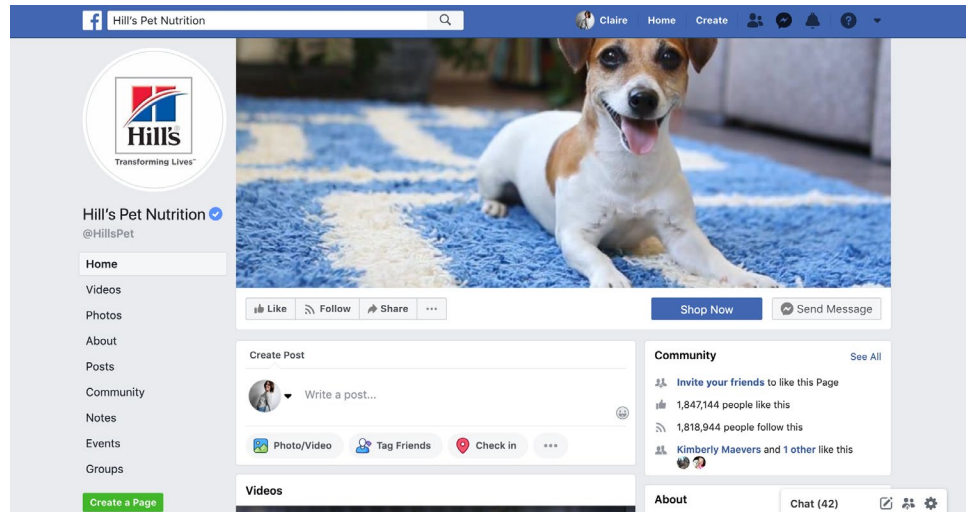 Hill's Pet Nutrition
Claire Home Create
Hill's
Transforming Lives™
Hill's Pet Nutrition
@HillsPet
Home
Videos
Photos
About
Posts
Community
Notes
Events
Groups
Create a Page
Like Follow Share
Shop Now
Send Message
Create Post
Write a post...
Photo/Video Tag Friends Check in
Videos
Community See All
Invite your friends to like this Page
1,847,144 people like this
1,818,944 people follow this
Kimberly Maevers and 1 other like this
About
Chat (42)